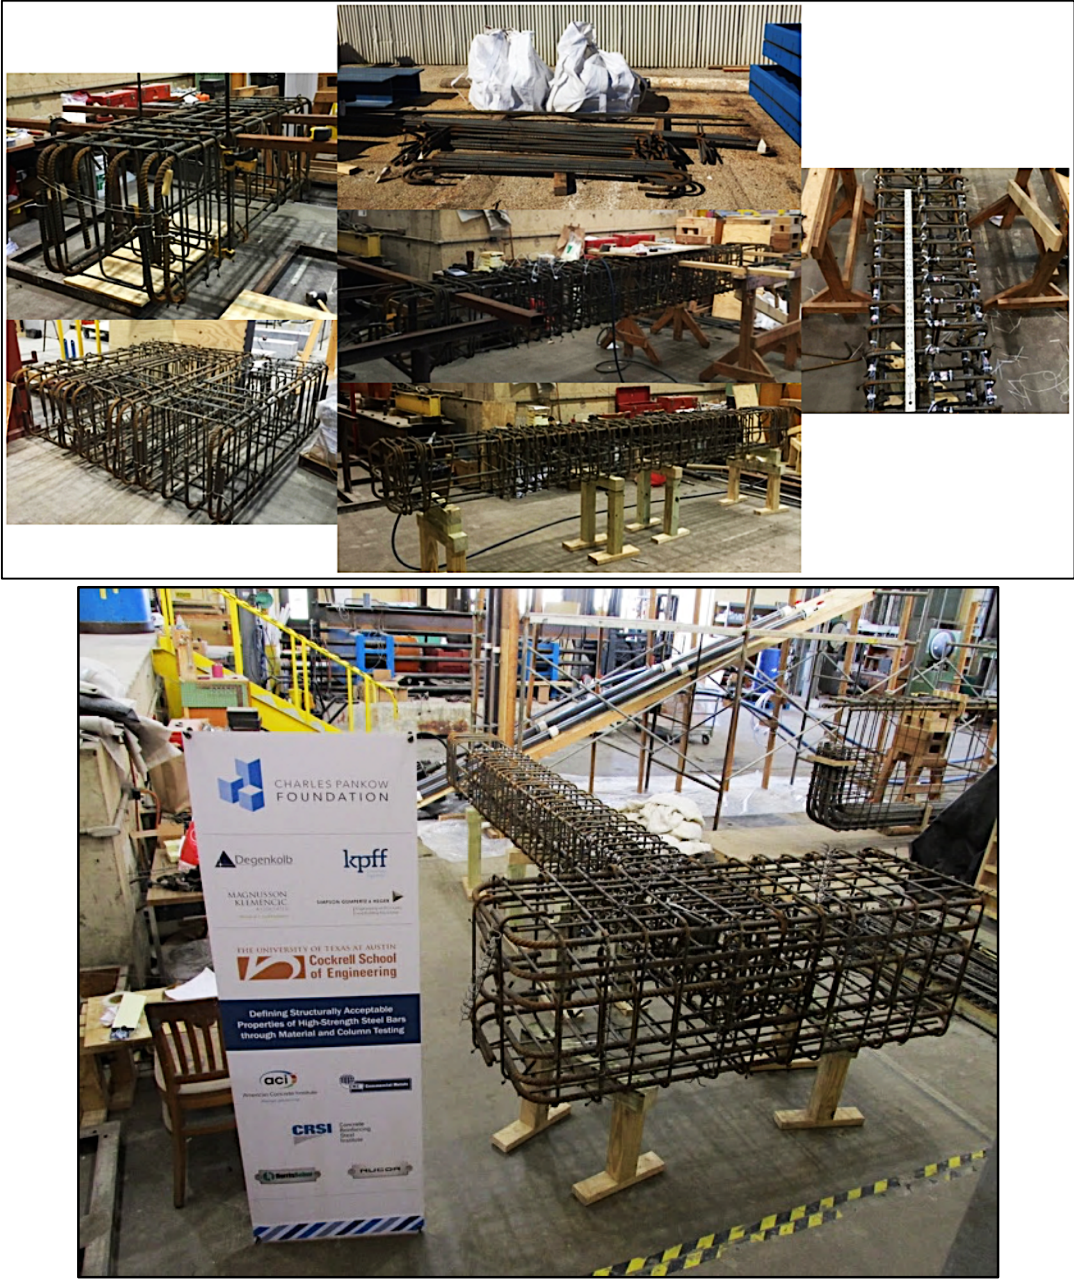 CHARLES PANKOW
FOUNDATION
Degenkolb
kpff
MAGNUSSON
KLEMENCIC
SIMPSON GUMPERTZ & HEGER
THE UNIVERSITY OF TEXAS AT AUSTIN
Cockrell School
of Engineering
Defining Structurally Acceptable
Properties of High-Strength Steel Bars
through Material and Column Testing
aci
American Concrete Institute
Commercial Metals
CRSI
Concrete
Reinforcing
Steel
Institute
NUCOR